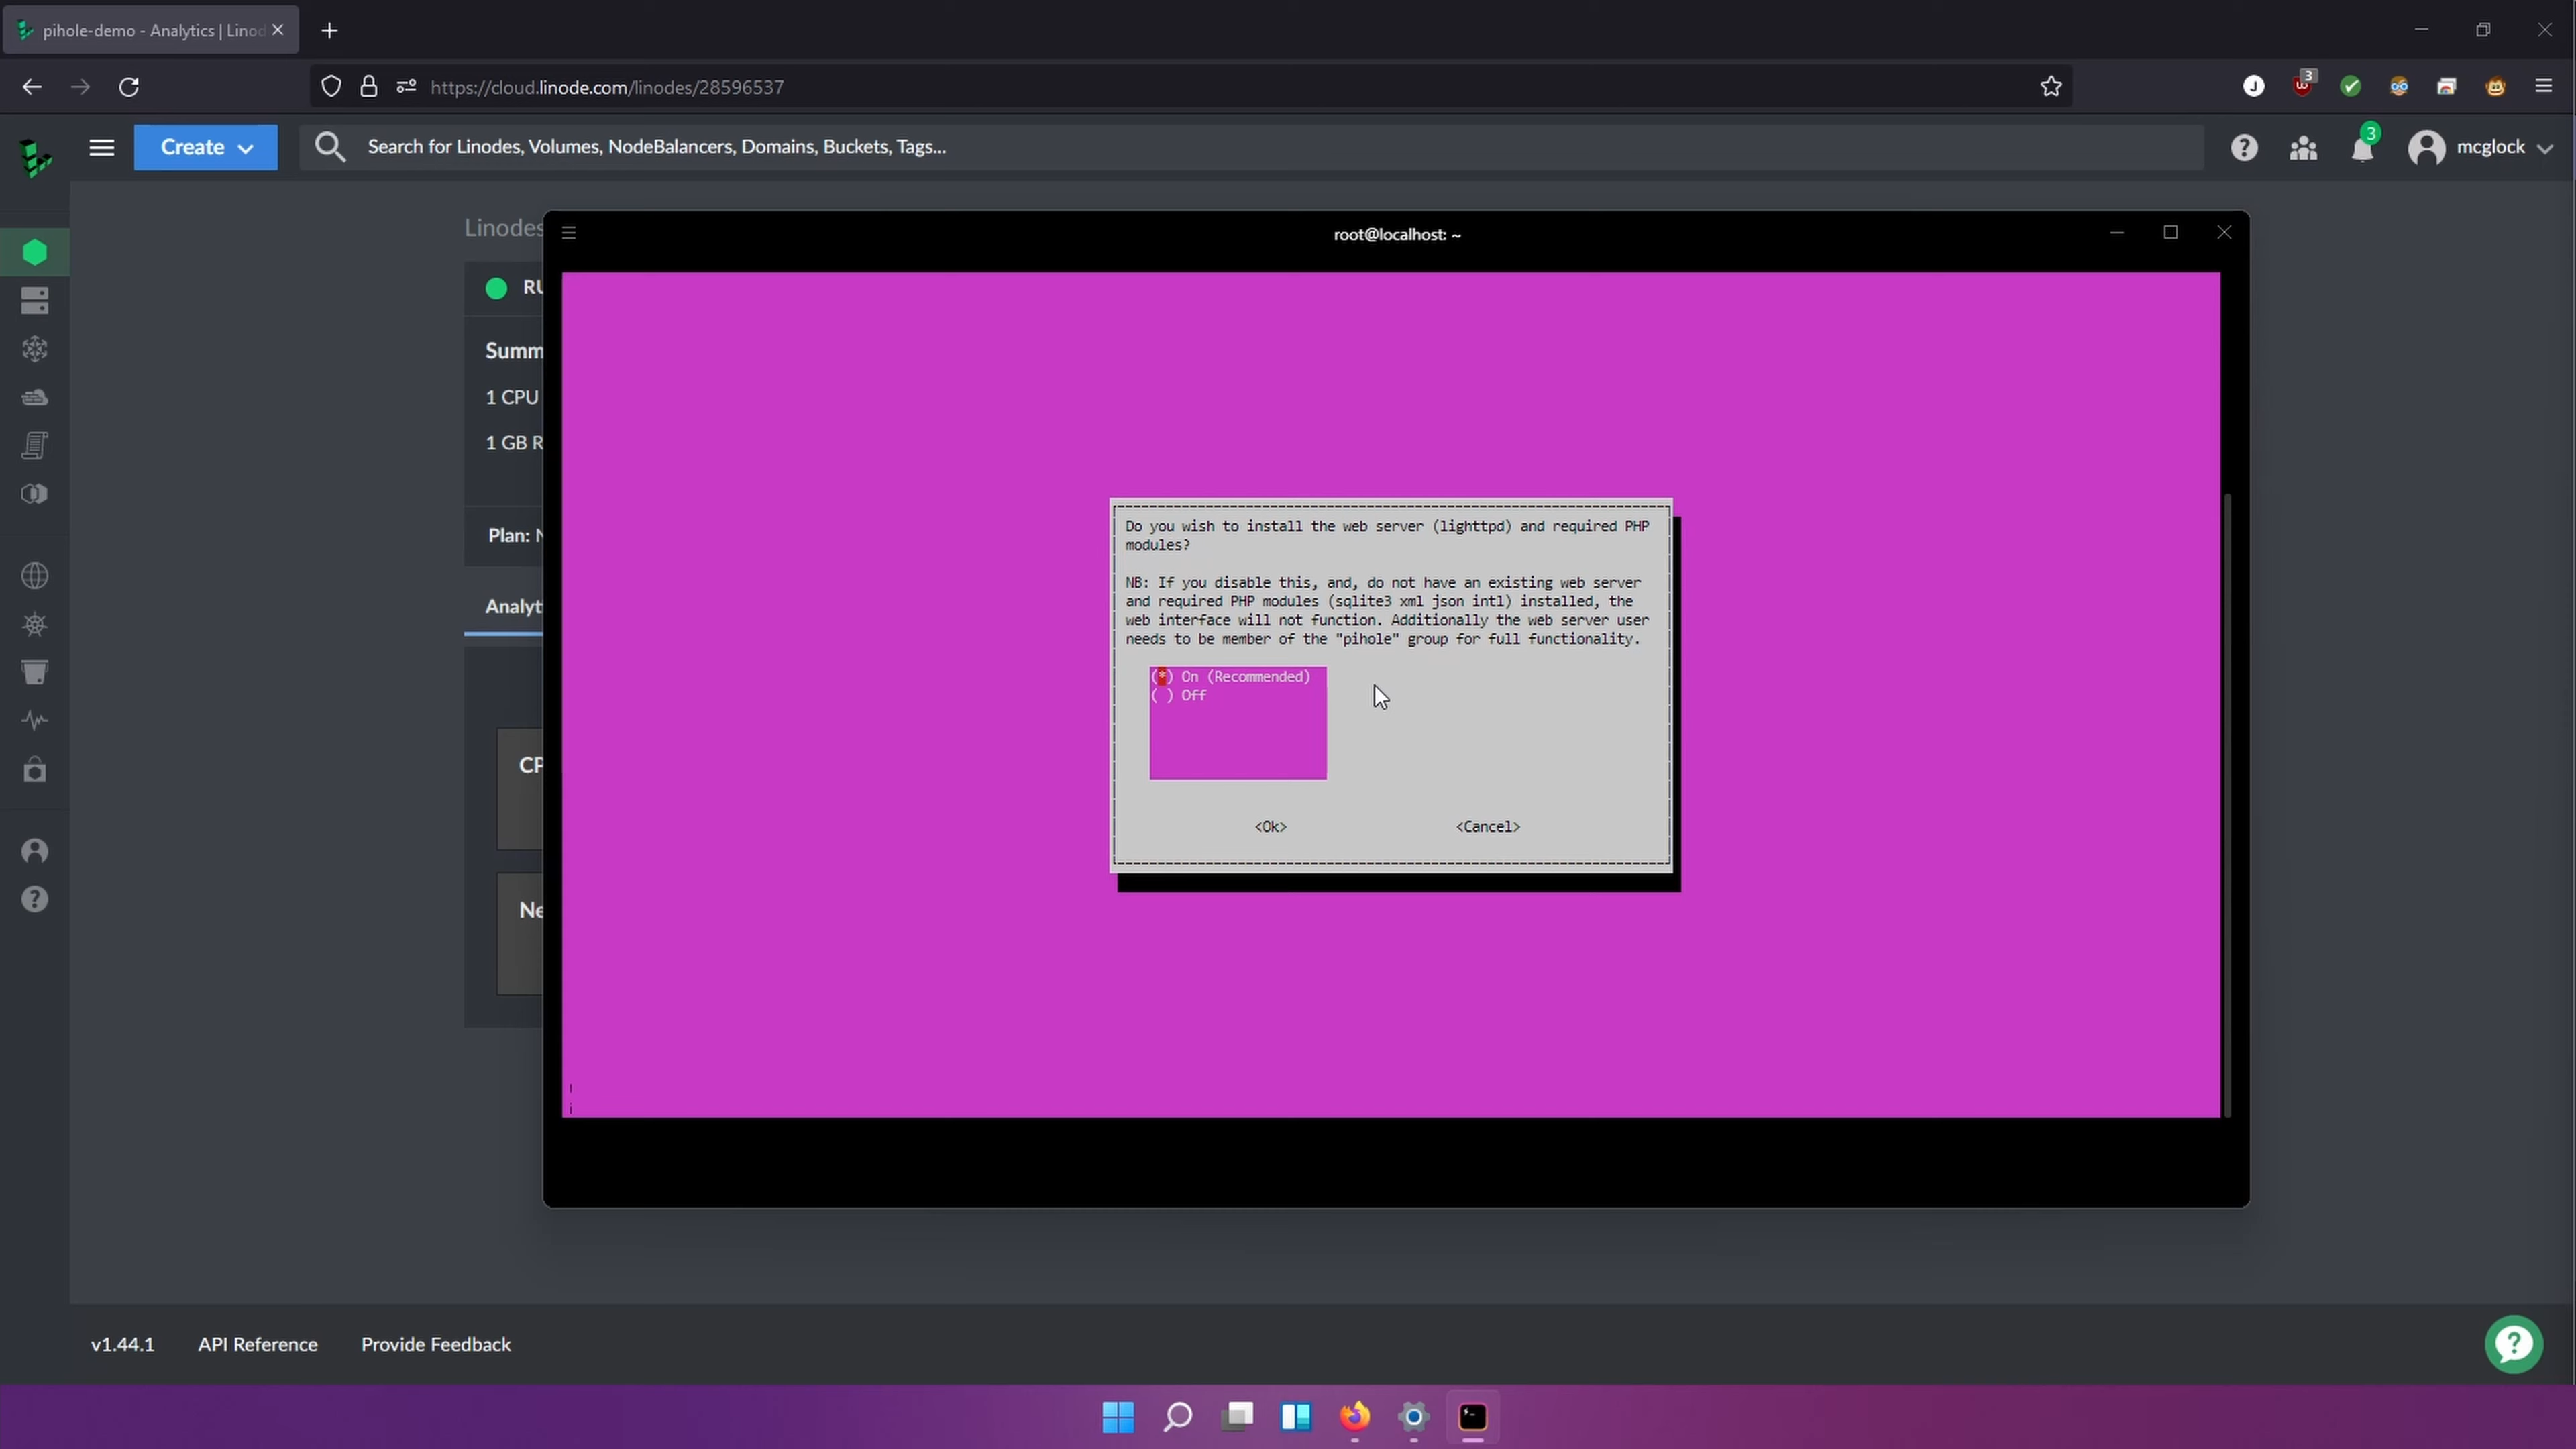 pihole-demo - Analytics | Linod
https://cloud.linode.com/linodes/28596537
J
3
Create
Search for Linodes, Volumes, NodeBalancers, Domains, Buckets, Tags...
3
mcglock
Linodes
root@localhost: ~
RU
Summ
1 CPU
1 GB R
Plan: N
Analyt
CP
Ne
Do you wish to install the web server (lighttpd) and required PHP
modules?
NB: If you disable this, and, do not have an existing web server
and required PHP modules (sqlite3 xml json intl) installed, the
web interface will not function. Additionally the web server user
needs to be member of the "pihole" group for full functionality.
(*) On (Recommended)
( ) Off
<Ok>
<Cancel>
v1.44.1
API Reference
Provide Feedback